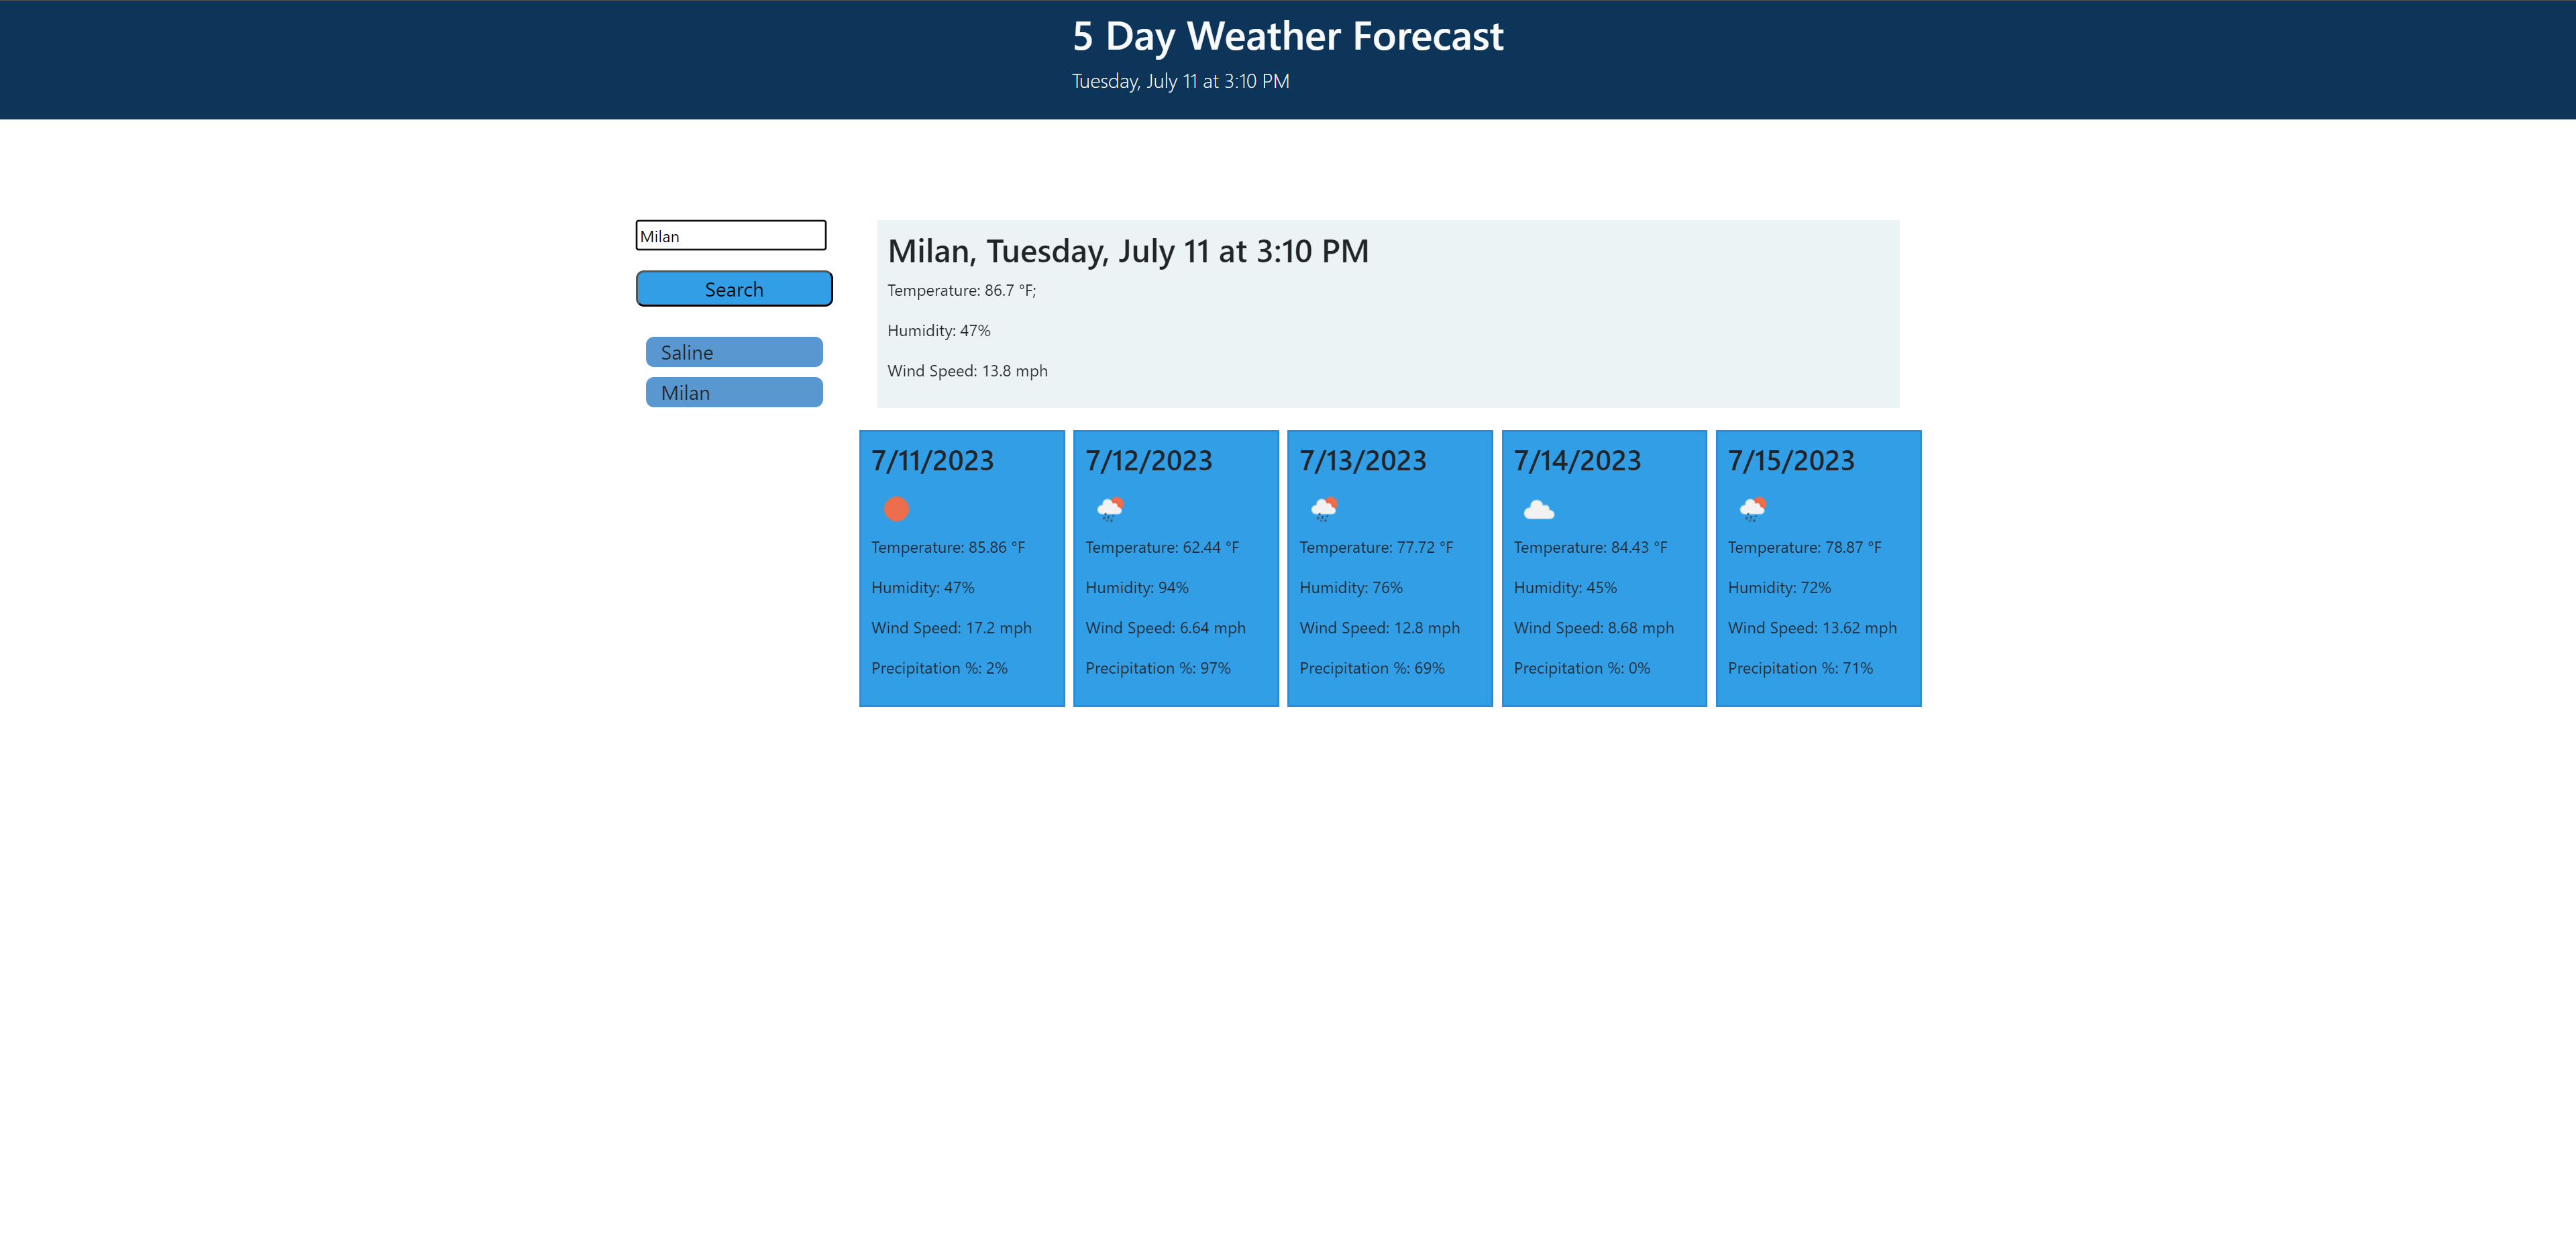 5 Day Weather Forecast
Tuesday, July 11 at 3:10 PM
Milan
Search
Saline
Milan
Milan, Tuesday, July 11 at 3:10 PM
Temperature: 86.7 °F;
Humidity: 47%
Wind Speed: 13.8 mph
7/11/2023
Temperature: 85.86 °F
Humidity: 47%
Wind Speed: 17.2 mph
Precipitation %: 2%
7/12/2023
Temperature: 62.44 °F
Humidity: 94%
Wind Speed: 6.64 mph
Precipitation %: 97%
7/13/2023
Temperature: 77.72 °F
Humidity: 76%
Wind Speed: 12.8 mph
Precipitation %: 69%
7/14/2023
Temperature: 84.43 °F
Humidity: 45%
Wind Speed: 8.68 mph
Precipitation %: 0%
7/15/2023
Temperature: 78.87 °F
Humidity: 72%
Wind Speed: 13.62 mph
Precipitation %: 71%